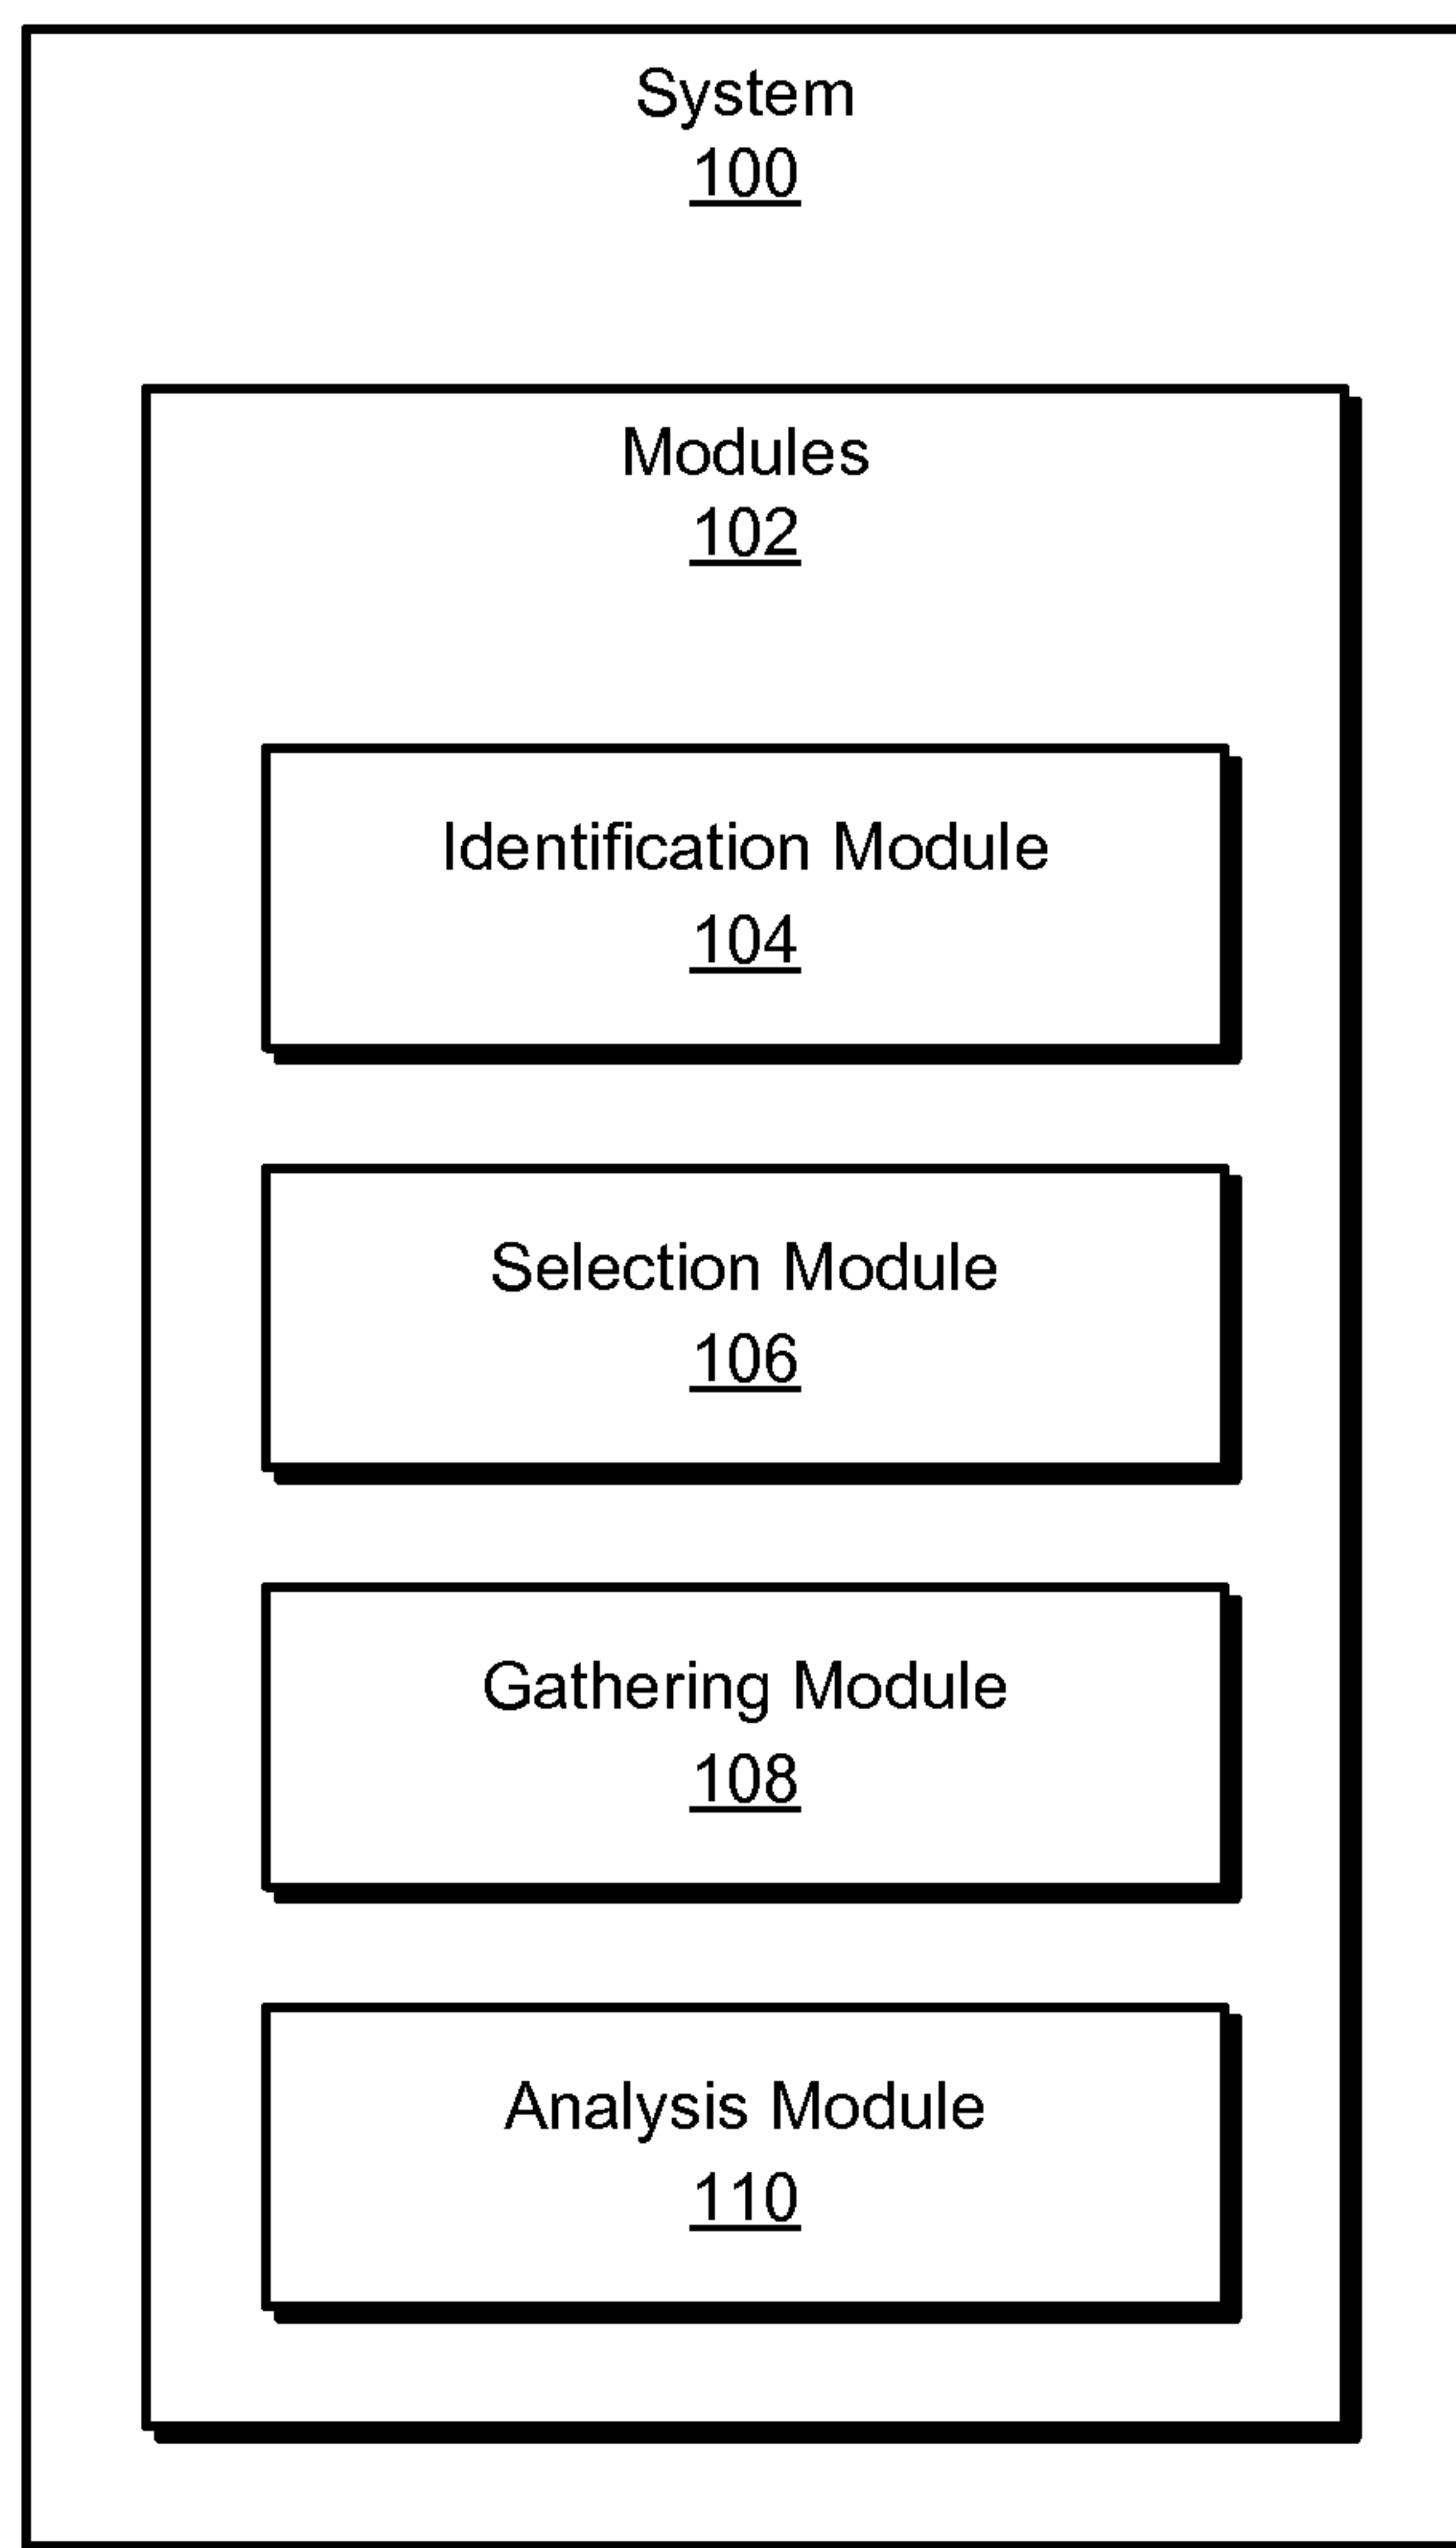 System
100
Modules
102
Identification Module
104
Selection Module
106
Gathering Module
108
Analysis Module
110